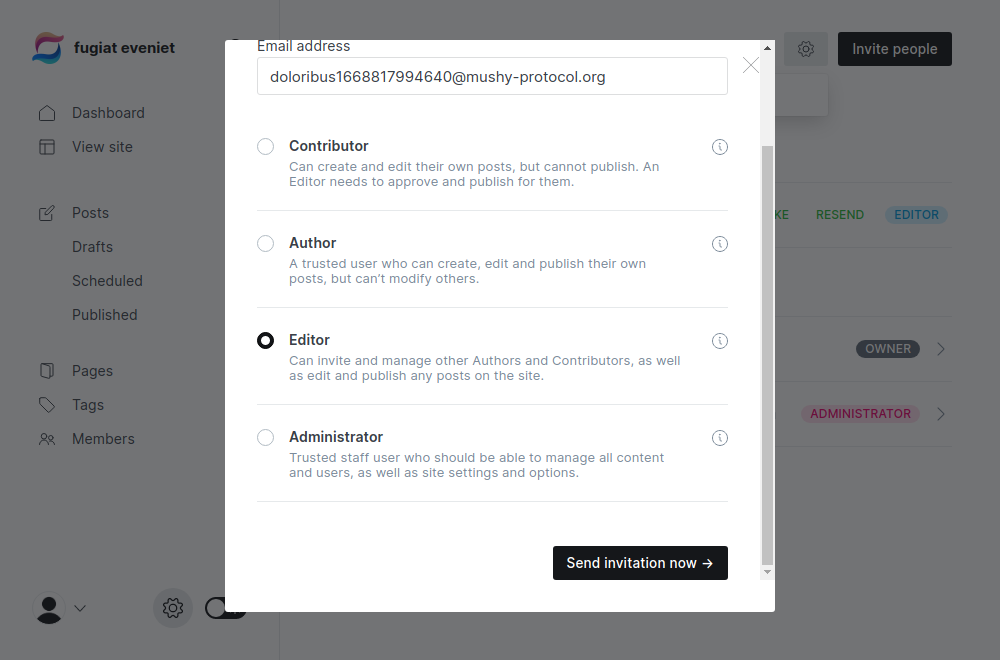 fugiat eveniet
Invite people
Dashboard
View site
Posts
Drafts
Scheduled
Published
Pages
Tags
Members
Email address
doloribus1668817994640@mushy-protocol.org
Contributor
Can create and edit their own posts, but cannot publish. An
Editor needs to approve and publish for them.
Author
A trusted user who can create, edit and publish their own
posts, but can’t modify others.
Editor
Can invite and manage other Authors and Contributors, as well
as edit and publish any posts on the site.
Administrator
Trusted staff user who should be able to manage all content
and users, as well as site settings and options.
Send invitation now →
RESEND
EDITOR
OWNER
ADMINISTRATOR